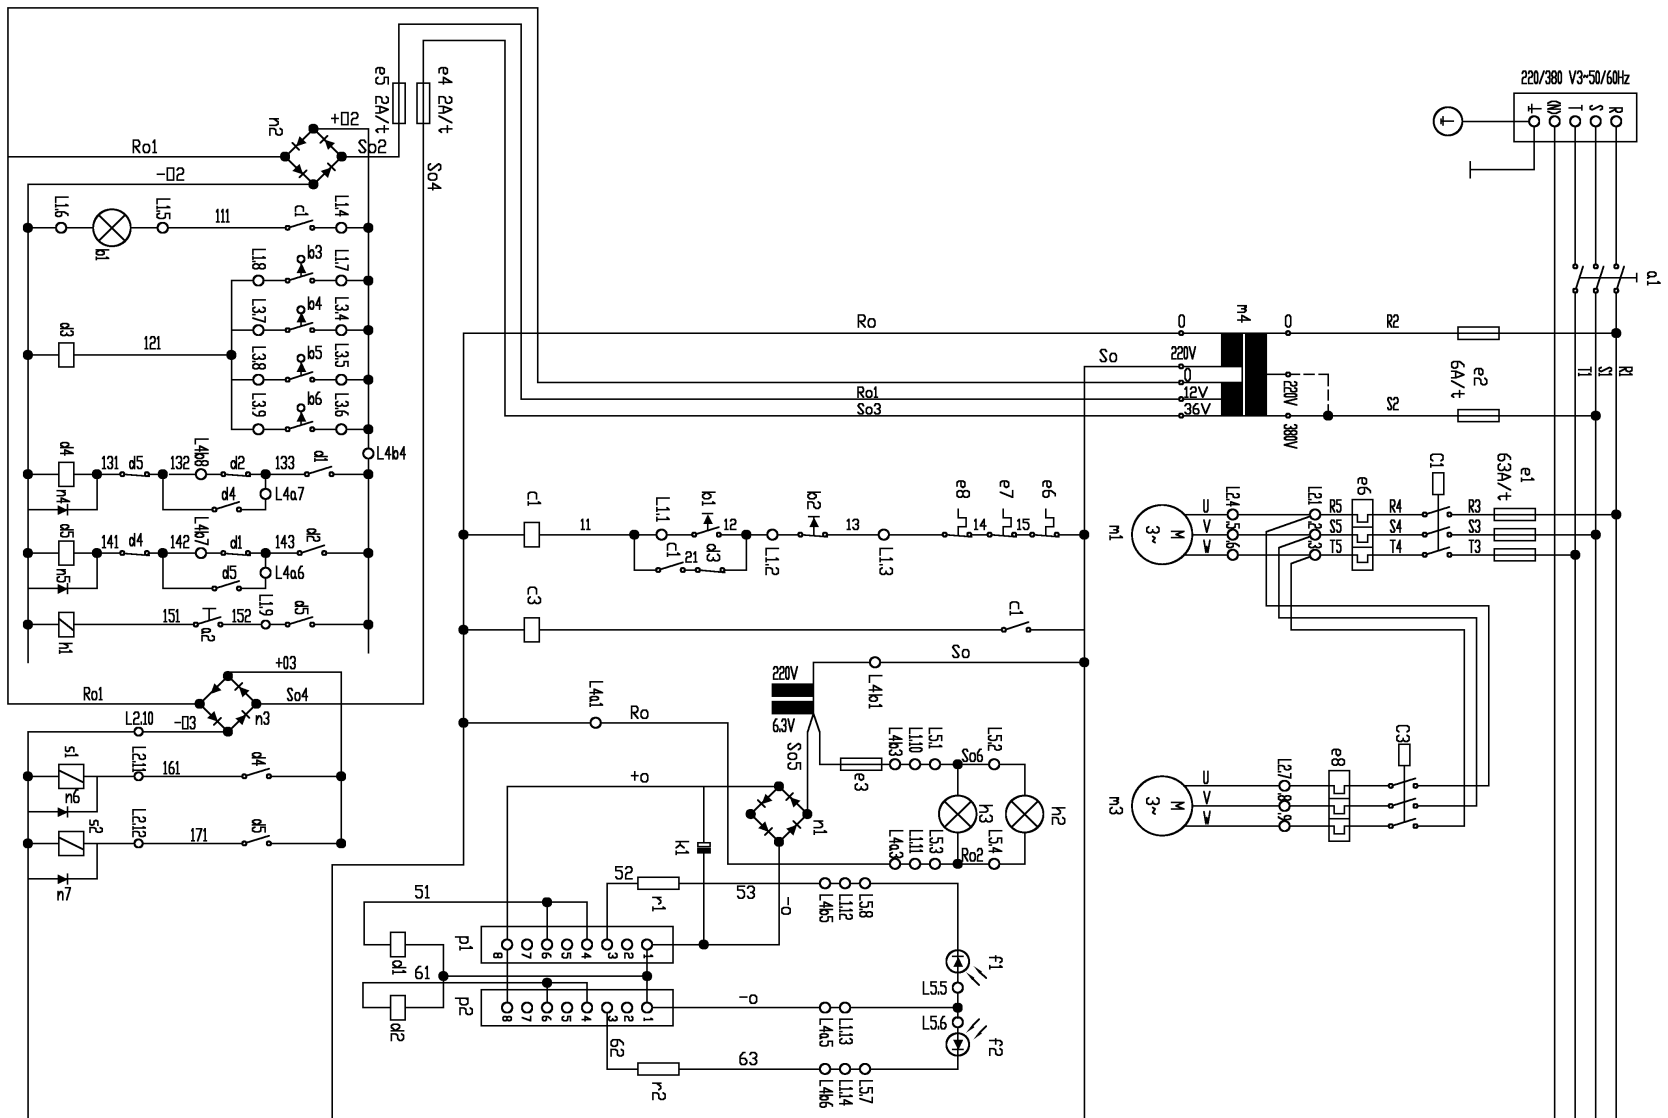 220/380 V3~50/60Hz
(N) T S R
a1
e5 2A/t
e4 2A/t
n2
+02
Ro1
So2
So4
-02
L1.6
b1
L1.5
111
c1
L1.4
L1.8
b3
L1.7
L3.7
b4
L3.4
d3
121
L3.8
b5
L3.5
L3.9
b6
L3.6
L4b4
d4
131
d5
132
L4b8
d2
133
d1
n4
d4
L4a7
d5
141
d4
142
L4b7
d1
143
d2
n5
d5
L4a6
151
a2
152
L1.9
d5
h1
+03
Ro1
So4
n3
-03
L2.10
s1
L2.11
161
d4
n6
s2
L2.12
171
d5
n7
m4
Ro
0
0
R2
So
220V
0
Ro1
12V
So3
36V
220V
380V
e2
6A/t
S2
T1
S1
R1
c1
11
L1.1
b1
12
c1
21
d3
L1.2
b2
13
L1.3
e8
14
e7
15
e6
c3
c1
m1
3~
M
U
V
W
L2.4
L2.1
e6
R5
S5
T5
R4
S4
T4
C1
R3
S3
T3
e1
63A/t
So
L4b1
220V
6.3V
L4a1
Ro
So5
e3
L4b3
L1.10
L5.1
So6
L5.2
h3
h2
L4a3
L1.11
L5.3
Ro2
L5.4
+o
n1
k1
-o
m3
3~
M
U
V
W
L2.7
e8
C3
51
52
r1
53
L4b5
L1.12
L5.8
p1
8 7 6 5 4 3 2 1
d1
61
p2
8 7 6 5 4 3 2 1
d2
-o
L4a5
L1.13
62
r2
63
L4b6
L1.14
L5.7
f1
L5.5
L5.6
f2